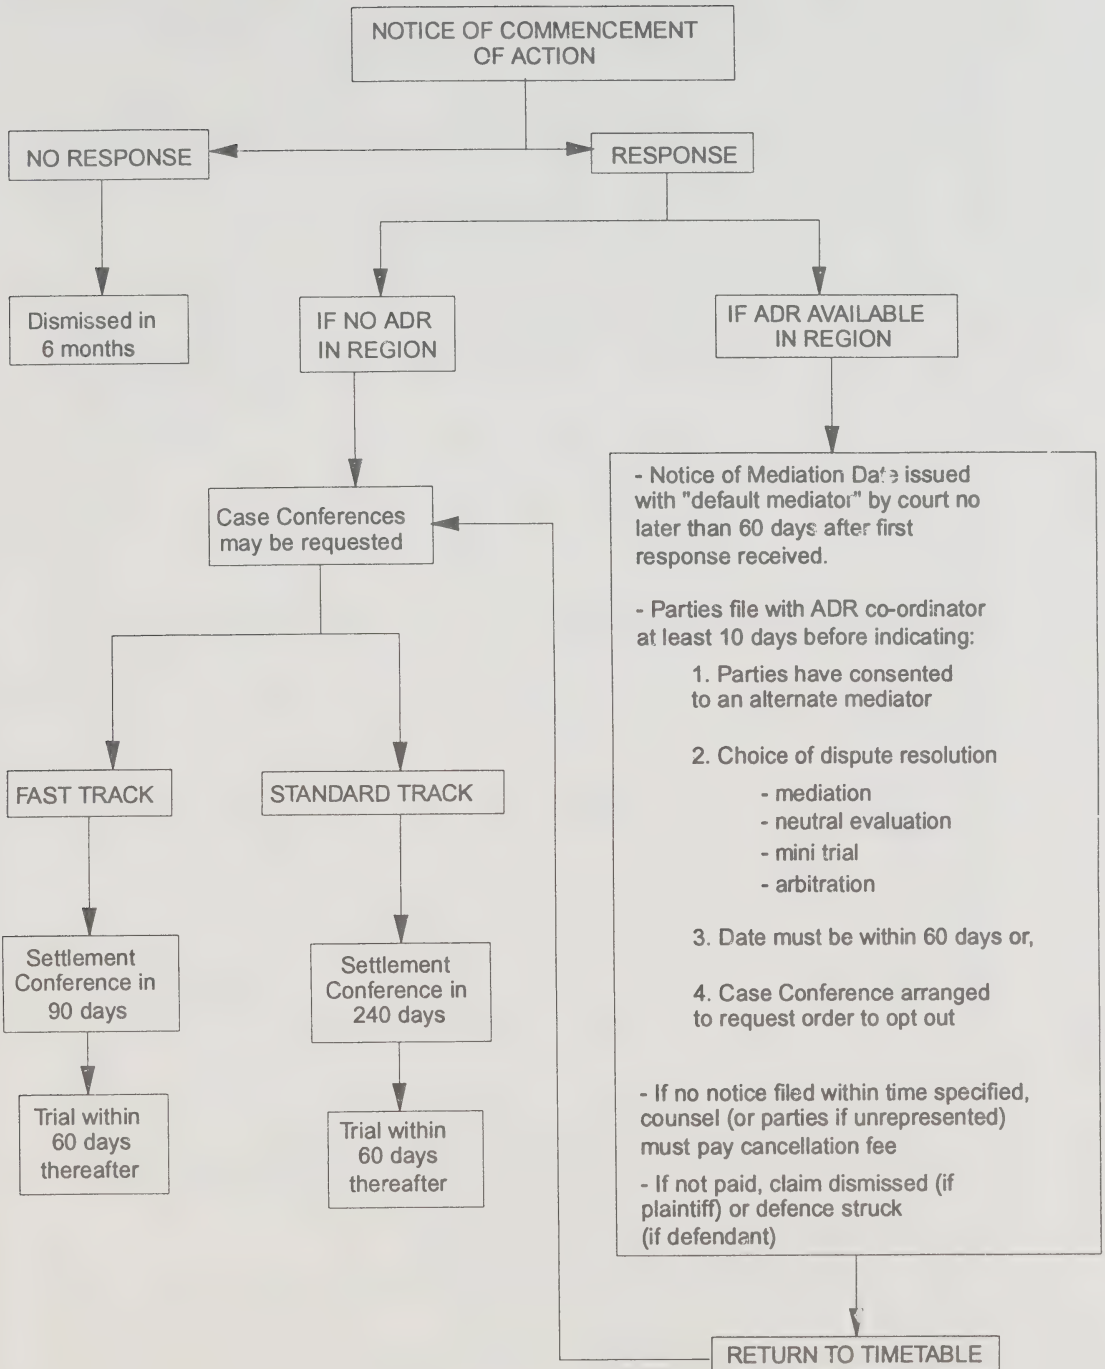 NOTICE OF COMMENCEMENT
OF ACTION
NO RESPONSE
RESPONSE
Dismissed in
6 months
IF NO ADR
IN REGION
IF ADR AVAILABLE
IN REGION
Case Conferences
may be requested
FAST TRACK
STANDARD TRACK
Settlement
Conference in
90 days
Settlement
Conference in
240 days
Trial within
60 days
thereafter
Trial within
60 days
thereafter
- Notice of Mediation Date issued
with "default mediator" by court no
later than 60 days after first
response received.
- Parties file with ADR co-ordinator
at least 10 days before indicating:
1. Parties have consented
to an alternate mediator
2. Choice of dispute resolution
- mediation
- neutral evaluation
- mini trial
- arbitration
3. Date must be within 60 days or,
4. Case Conference arranged
to request order to opt out
- If no notice filed within time specified,
counsel (or parties if unrepresented)
must pay cancellation fee
- If not paid, claim dismissed (if
plaintiff) or defence struck
(if defendant)
RETURN TO TIMETABLE